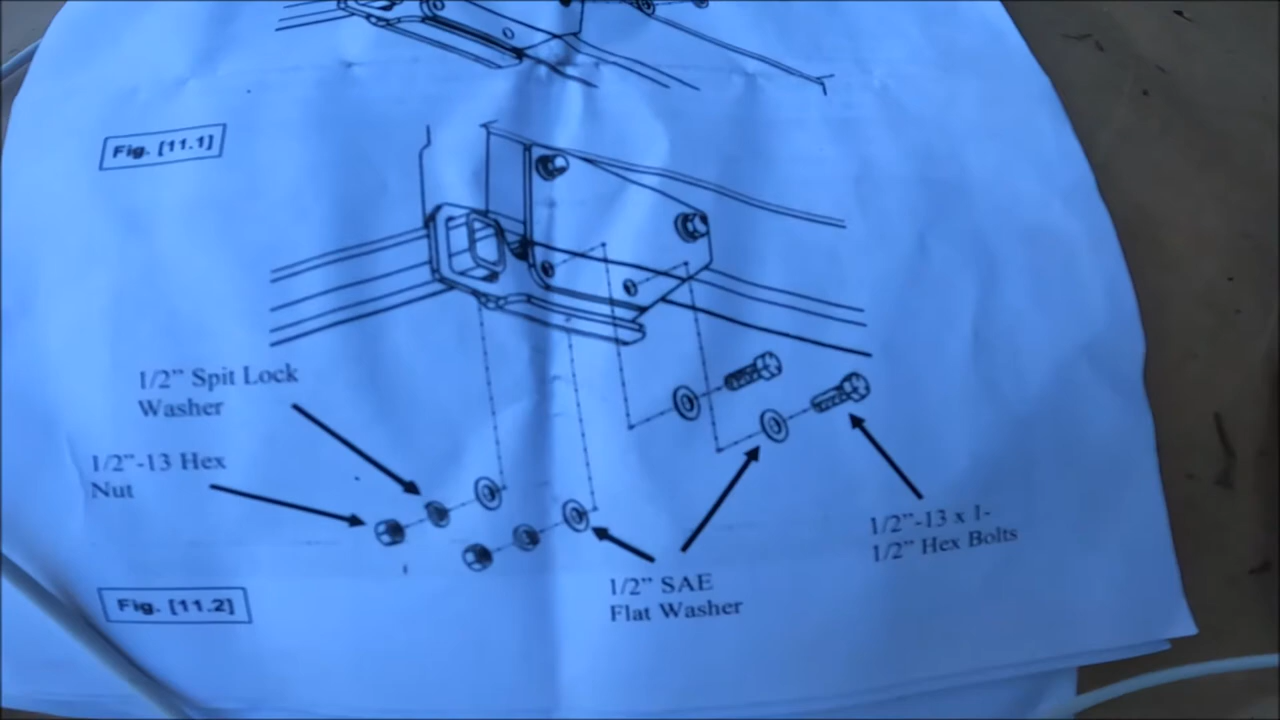 Fig. [11.1]
1/2” Spit Lock
Washer
1/2”-13 Hex
Nut
1/2”-13 x 1-
1/2” Hex Bolts
1/2” SAE
Flat Washer
Fig. [11.2]